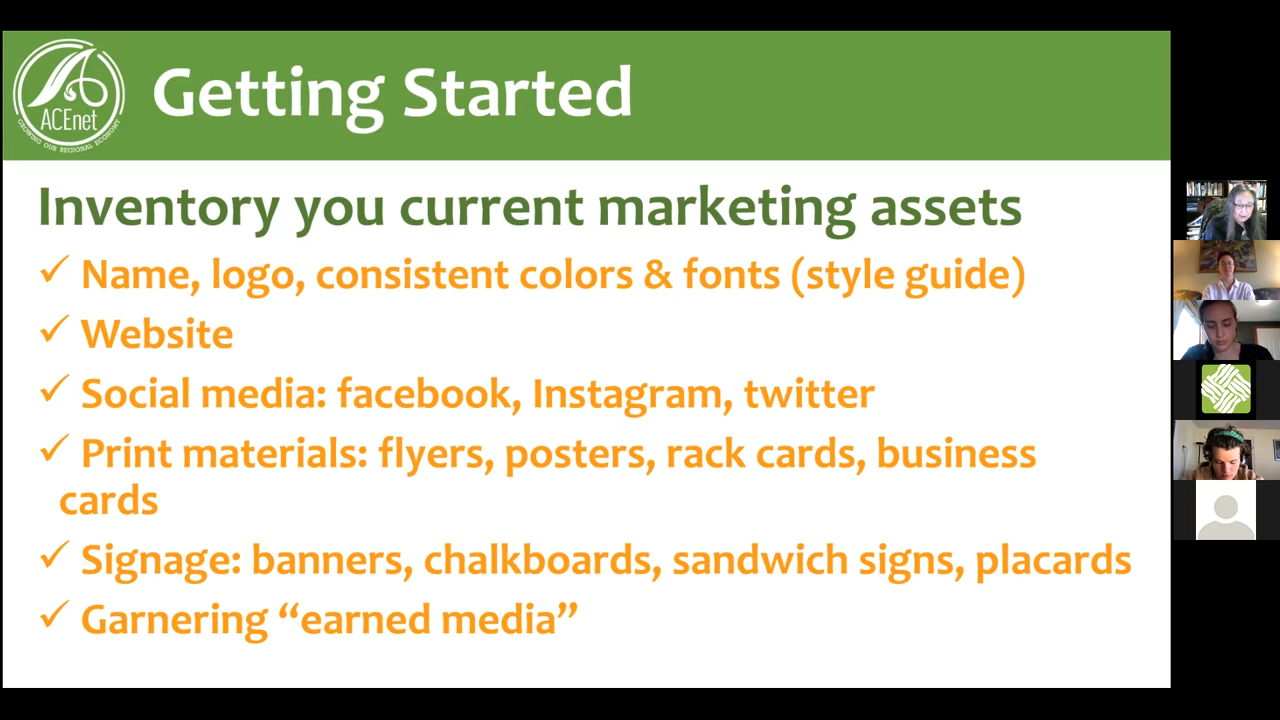 Getting Started
ACEnet
GROWING OUR REGIONAL ECONOMY
Inventory you current marketing assets
✓ Name, logo, consistent colors & fonts (style guide)
✓ Website
✓ Social media: facebook, Instagram, twitter
✓ Print materials: flyers, posters, rack cards, business
cards
✓ Signage: banners, chalkboards, sandwich signs, placards
✓ Garnering “earned media”